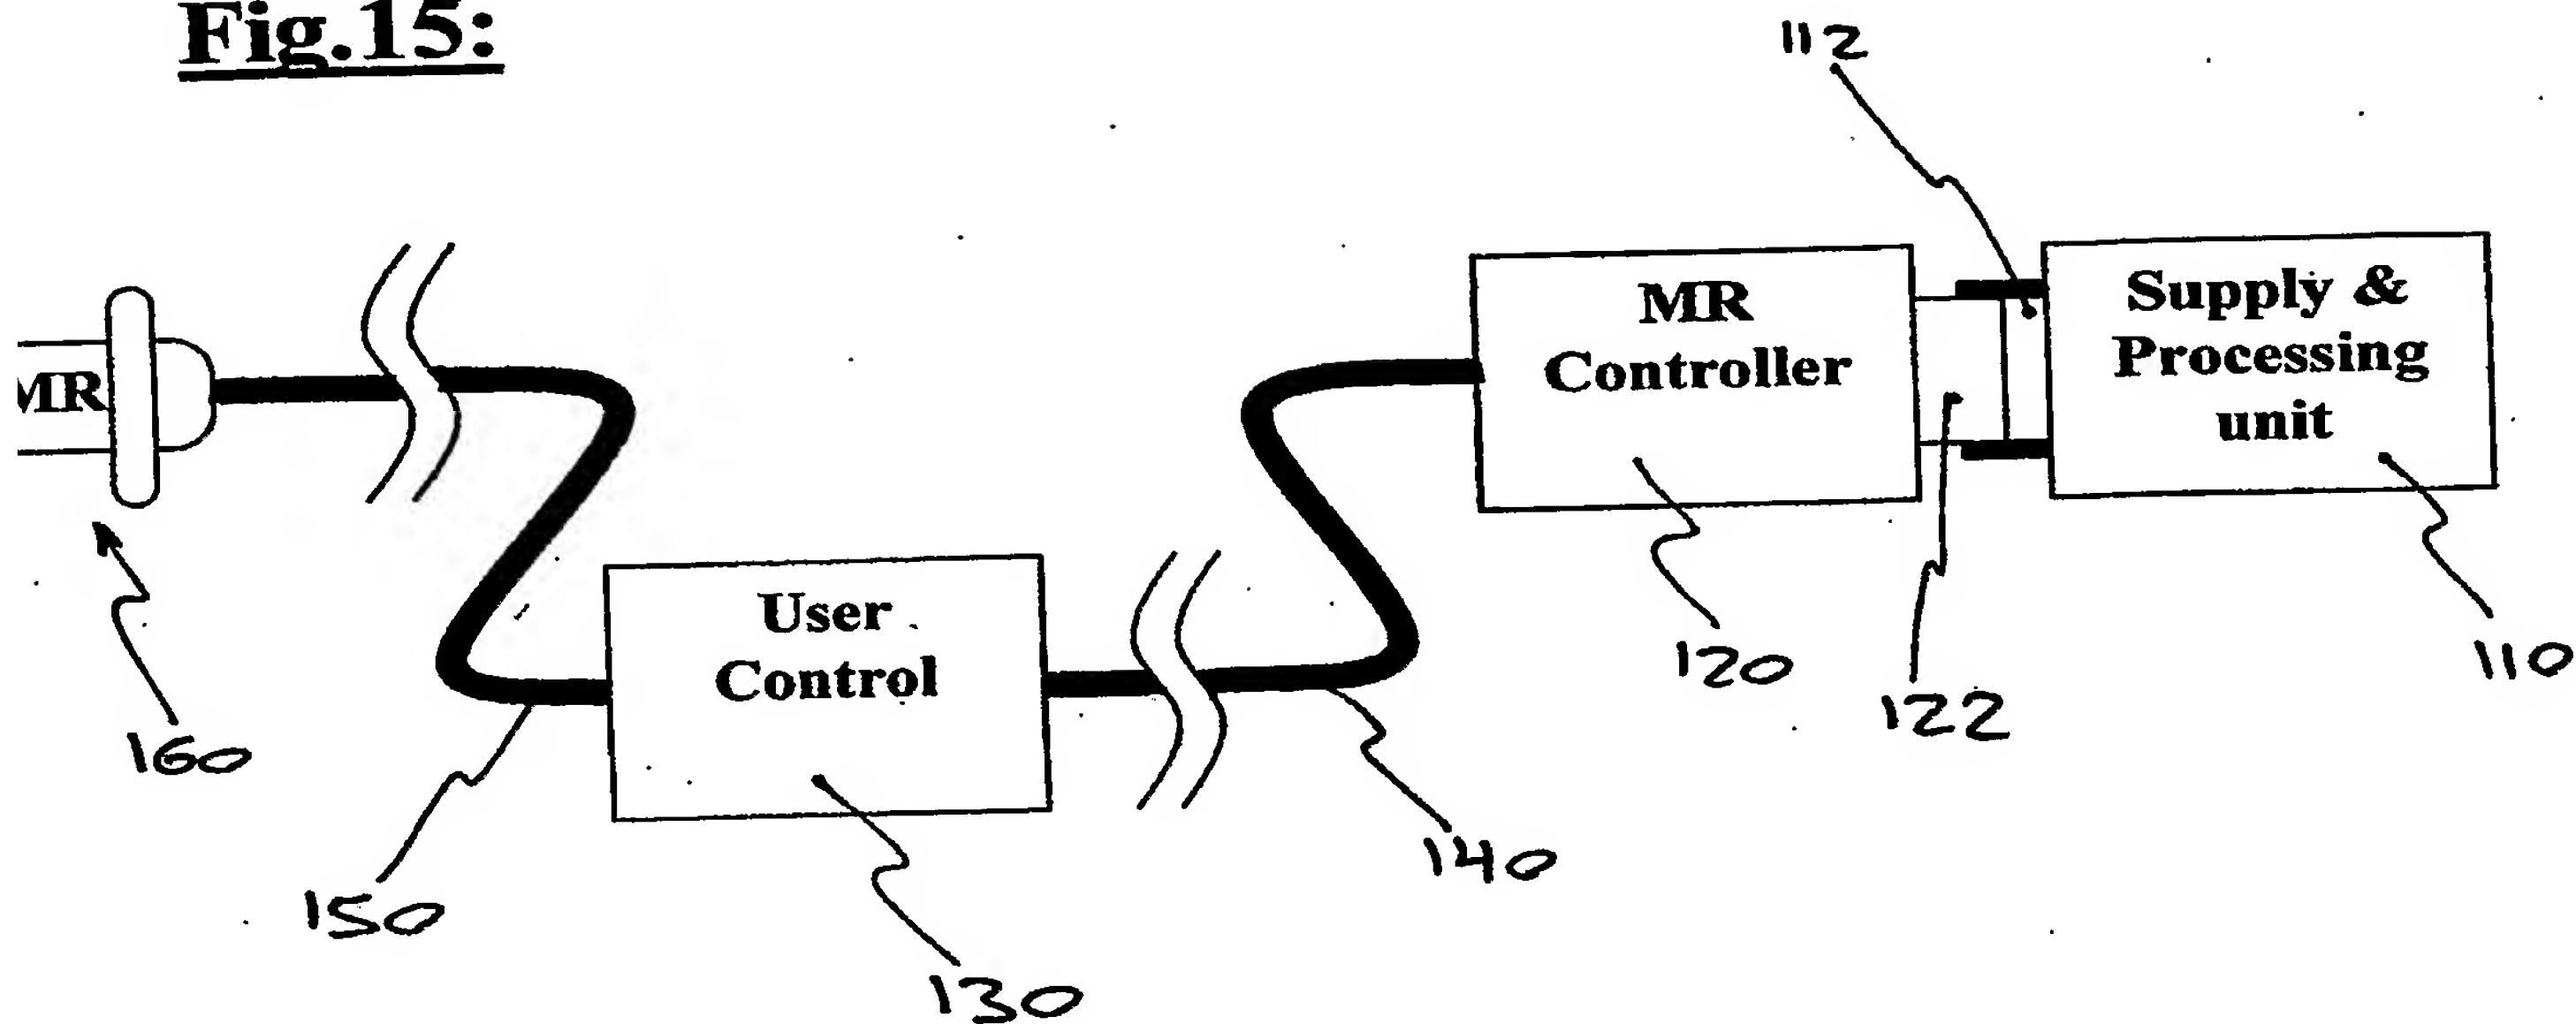 Fig.15:
112
MR
Controller
Supply &
Processing
unit
MR
User
Control
120
122
110
160
140
150
130